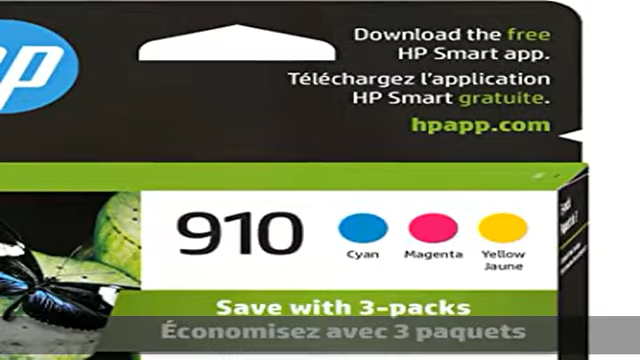 hp
Download the free
HP Smart app.
Téléchargez l'application
HP Smart gratuite.
hpapp.com
910
Cyan
Magenta
Yellow
Jaune
Save with 3-packs
Économisez avec 3 paquets